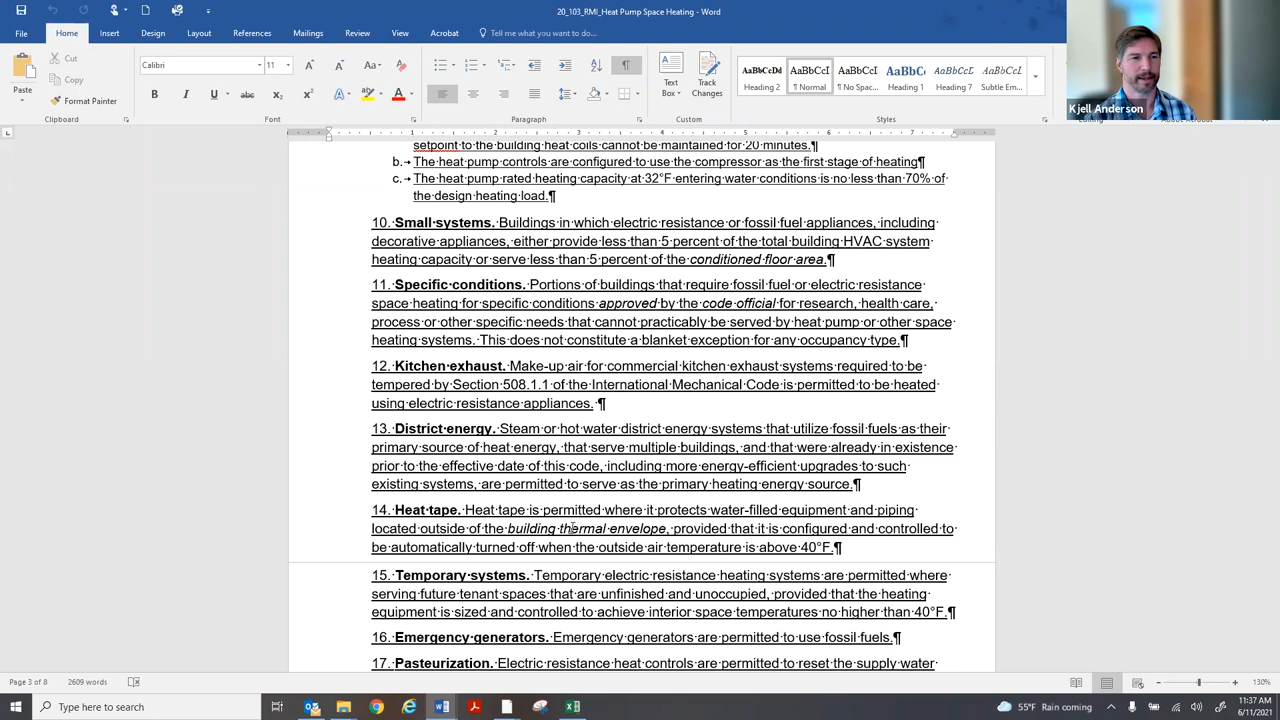 20_103_RMI_Heat Pump Space Heating - Word
File Home Insert Design Layout References Mailings Review View Acrobat Tell me what you want to do...
Cut
Copy
Format Painter
Paste
Calibri 11
Text Box
Track Changes
AaBbCcDd AaBbCcI AaBbCcI AaBbCc AaBbCcI AaBbCcL
Heading 2 ¶ Normal ¶ No Spac... Heading 1 Heading 7 Subtle Em...
Clipboard Font Paragraph Custom Styles
Kjell Anderson
setpoint to the building heat coils cannot be maintained for 20 minutes.¶
b. The heat pump controls are configured to use the compressor as the first stage of heating¶
c. The heat pump rated heating capacity at 32°F entering water conditions is no less than 70% of
the design heating load.¶
10. Small systems. Buildings in which electric resistance or fossil fuel appliances, including
decorative appliances, either provide less than 5 percent of the total building HVAC system
heating capacity or serve less than 5 percent of the conditioned floor area.¶
11. Specific conditions. Portions of buildings that require fossil fuel or electric resistance
space heating for specific conditions approved by the code official for research, health care,
process or other specific needs that cannot practicably be served by heat pump or other space
heating systems. This does not constitute a blanket exception for any occupancy type.¶
12. Kitchen exhaust. Make-up air for commercial kitchen exhaust systems required to be
tempered by Section 508.1.1 of the International Mechanical Code is permitted to be heated
using electric resistance appliances. ¶
13. District energy. Steam or hot water district energy systems that utilize fossil fuels as their
primary source of heat energy, that serve multiple buildings, and that were already in existence
prior to the effective date of this code, including more energy-efficient upgrades to such
existing systems, are permitted to serve as the primary heating energy source.¶
14. Heat tape. Heat tape is permitted where it protects water-filled equipment and piping
located outside of the building thermal envelope, provided that it is configured and controlled to
be automatically turned off when the outside air temperature is above 40°F.¶
15. Temporary systems. Temporary electric resistance heating systems are permitted where
serving future tenant spaces that are unfinished and unoccupied, provided that the heating
equipment is sized and controlled to achieve interior space temperatures no higher than 40°F.¶
16. Emergency generators. Emergency generators are permitted to use fossil fuels.¶
17. Pasteurization. Electric resistance heat controls are permitted to reset the supply water
Page 3 of 8 2609 words
130%
Type here to search
55°F Raining now
11:37 AM
6/11/2021